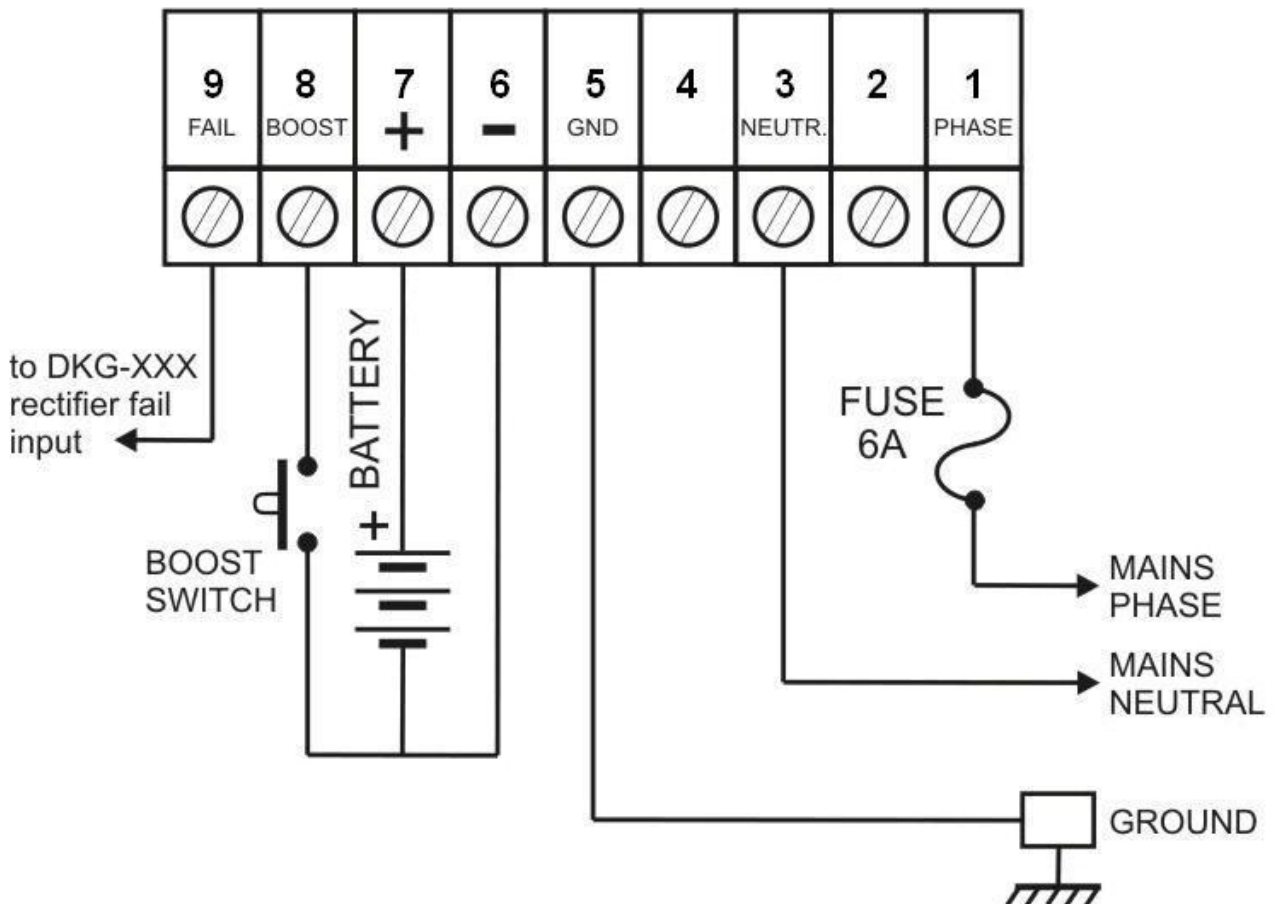 9 8 7 6 5 4 3 2 1
FAIL BOOST + - GND NEUTR. PHASE
to DKG-XXX
rectifier fail
input
BOOST
SWITCH
+ BATTERY
FUSE
6A
MAINS
PHASE
MAINS
NEUTRAL
GROUND